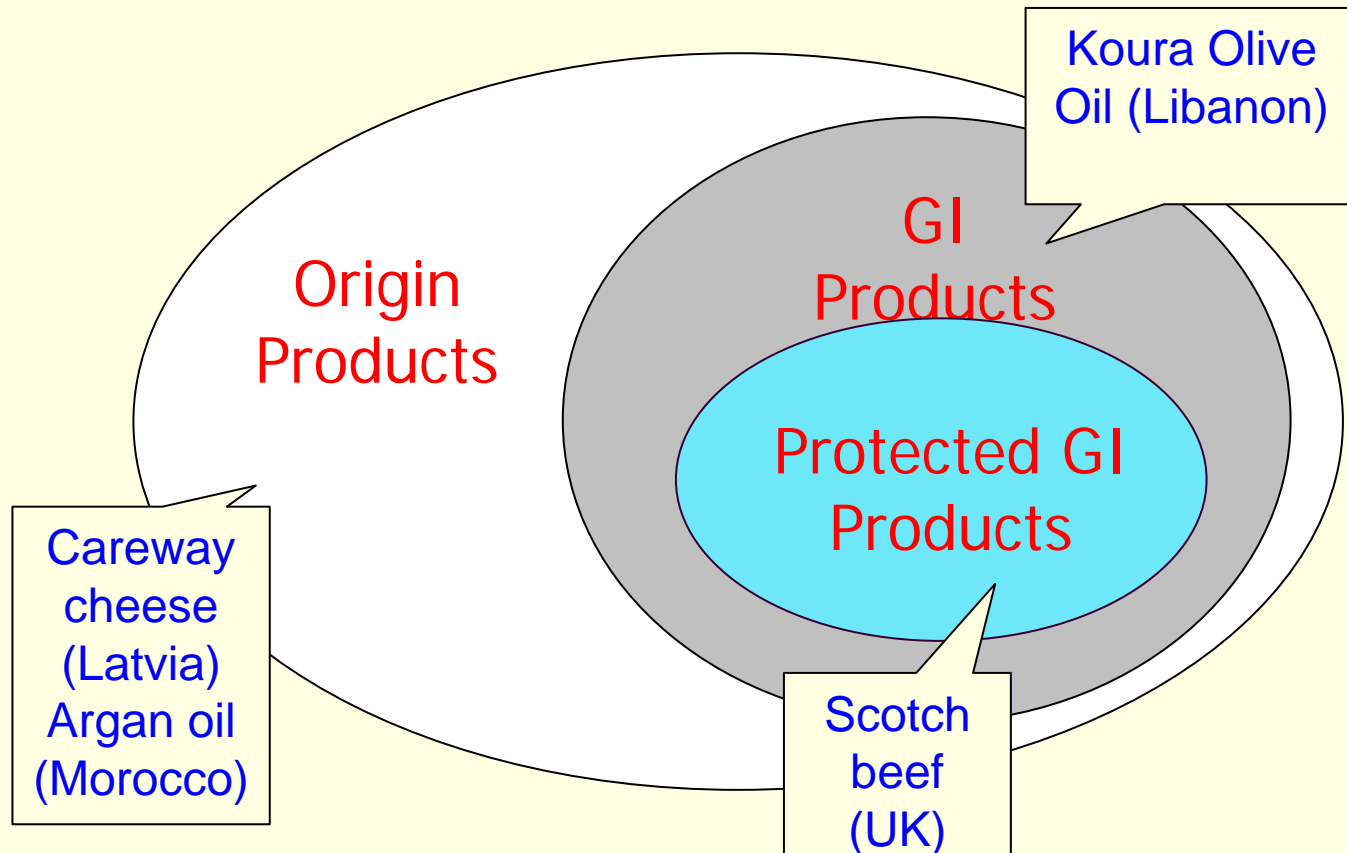 Koura Olive
Oil (Libanon)
GI
Products
Origin
Products
Protected GI
Products
Careway
cheese
(Latvia)
Argan oil
(Morocco)
Scotch
beef
(UK)